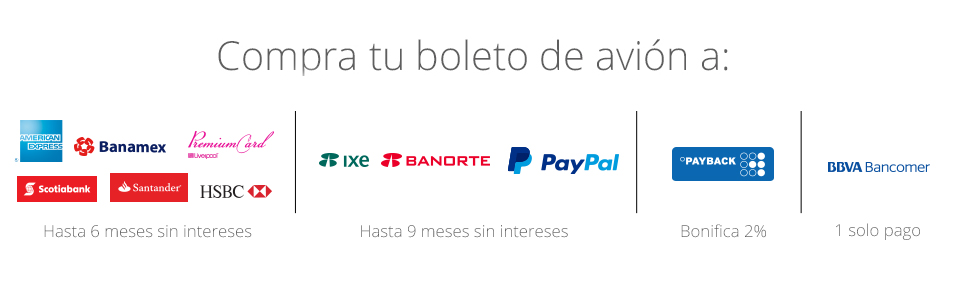 Compra tu boleto de avión a:
AMERICAN EXPRESS
Banamex
PremiumCard
Liverpool
Scotiabank
Santander
HSBC
Hasta 6 meses sin intereses
IXE
BANORTE
PayPal
Hasta 9 meses sin intereses
PAYBACK
Bonifica 2%
BBVA Bancomer
1 solo pago